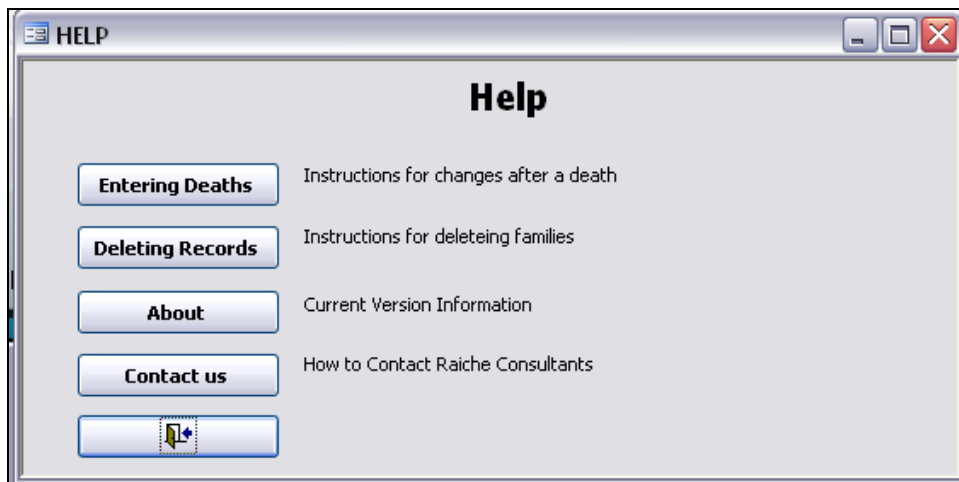 HELP
Help
Entering Deaths Instructions for changes after a death
Deleting Records Instructions for deleteing families
About Current Version Information
Contact us How to Contact Raiche Consultants